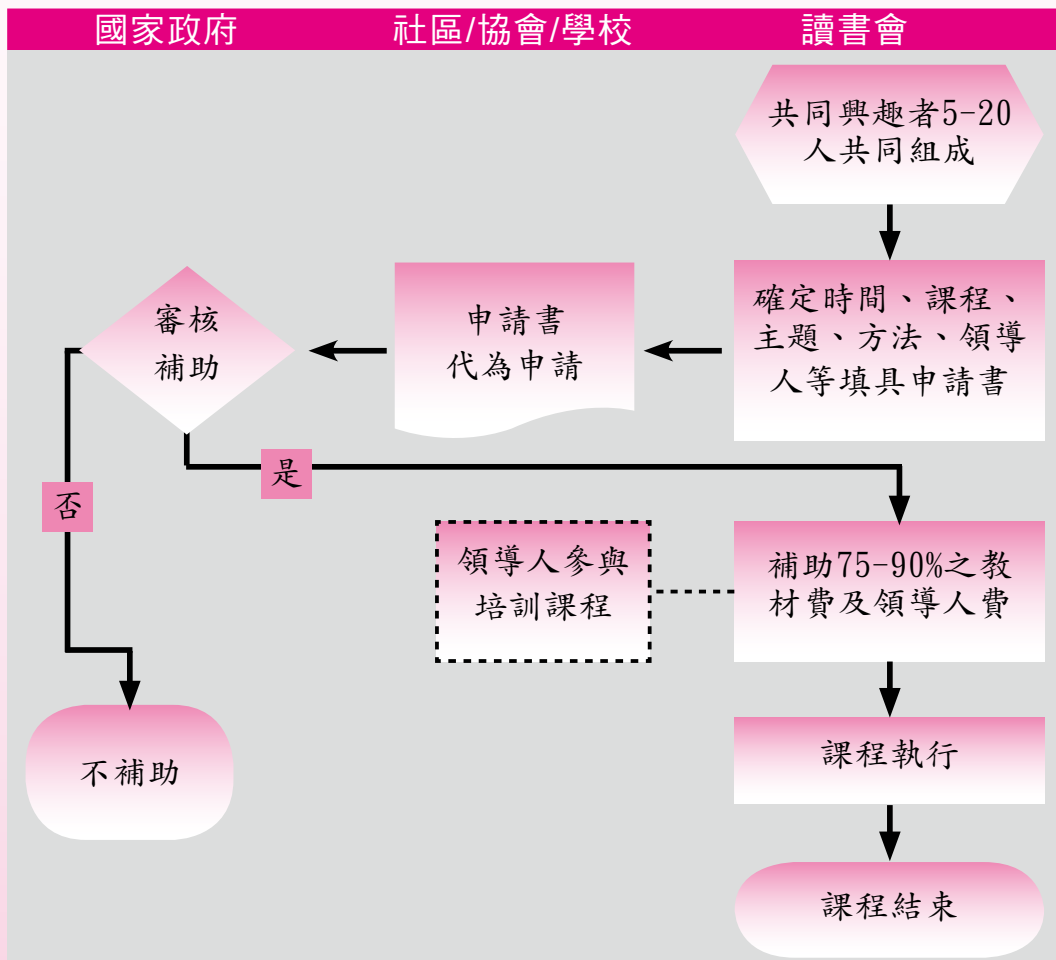 國家政府
社區/協會/學校
讀書會
共同興趣者5-20
人共同組成
確定時間、課程、
主題、方法、領導
人等填具申請書
申請書
代為申請
審核
補助
是
否
領導人參與
培訓課程
補助75-90%之教
材費及領導人費
不補助
課程執行
課程結束